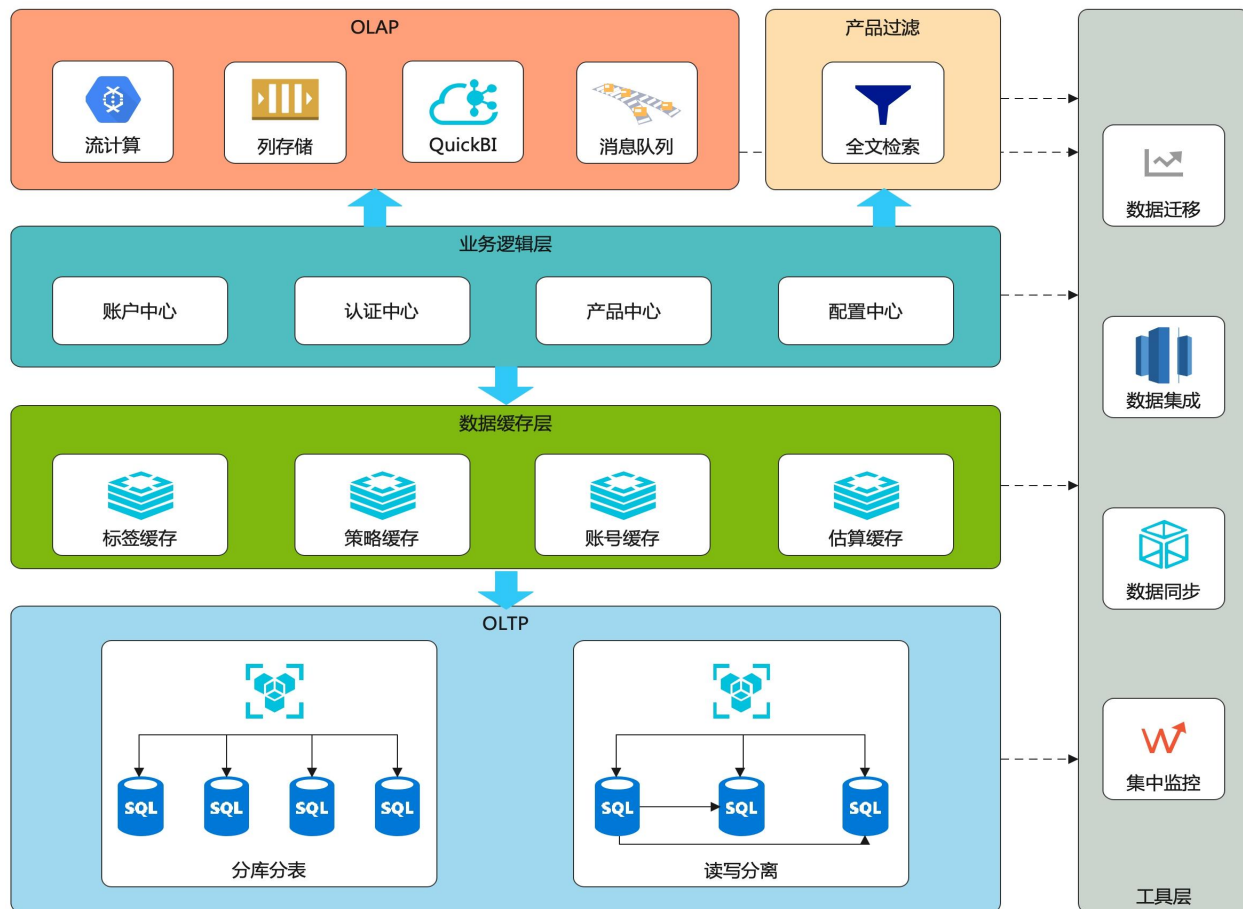 OLAP
流计算
列存储
QuickBI
消息队列
产品过滤
全文检索
业务逻辑层
账户中心
认证中心
产品中心
配置中心
数据缓存层
标签缓存
策略缓存
账号缓存
估算缓存
OLTP
SQL
SQL
SQL
SQL
分库分表
SQL
SQL
SQL
读写分离
数据迁移
数据集成
数据同步
集中监控
工具层